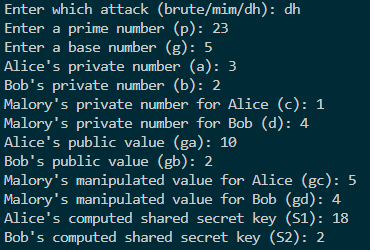 Enter which attack (brute/mim/dh): dh
Enter a prime number (p): 23
Enter a base number (g): 5
Alice's private number (a): 3
Bob's private number (b): 2
Malory's private number for Alice (c): 1
Malory's private number for Bob (d): 4
Alice's public value (ga): 10
Bob's public value (gb): 2
Malory's manipulated value for Alice (gc): 5
Malory's manipulated value for Bob (gd): 4
Alice's computed shared secret key (S1): 18
Bob's computed shared secret key (S2): 2